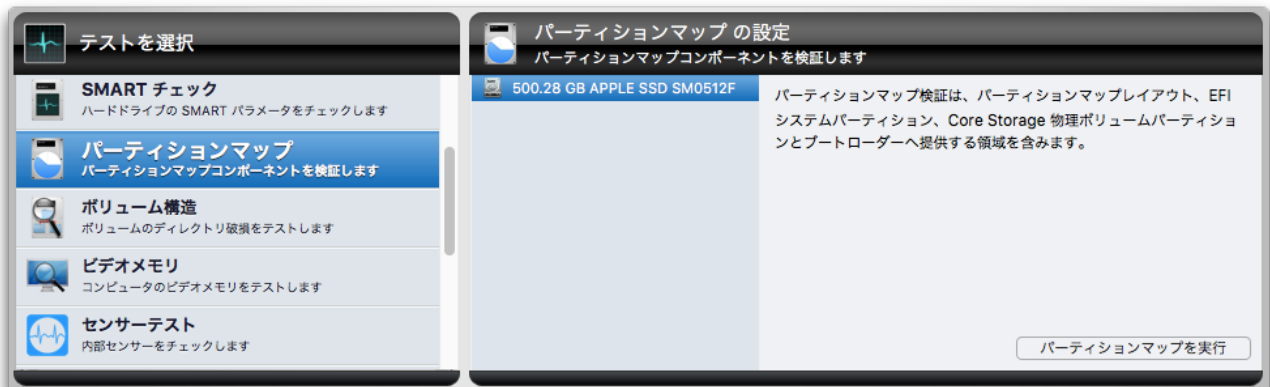 テストを選択
SMART チェック
ハードドライブの SMART パラメータをチェックします
パーティションマップ
パーティションマップコンポーネントを検証します
ボリューム構造
ボリュームのディレクトリ破損をテストします
ビデオメモリ
コンピュータのビデオメモリをテストします
センサーテスト
内部センサーをチェックします
パーティションマップ の設定
パーティションマップコンポーネントを検証します
500.28 GB APPLE SSD SM0512F
パーティションマップ検証は、パーティションマップレイアウト、EFI
システムパーティション、Core Storage 物理ボリュームパーティショ
ンとブートローダーへ提供する領域を含みます。
パーティションマップを実行